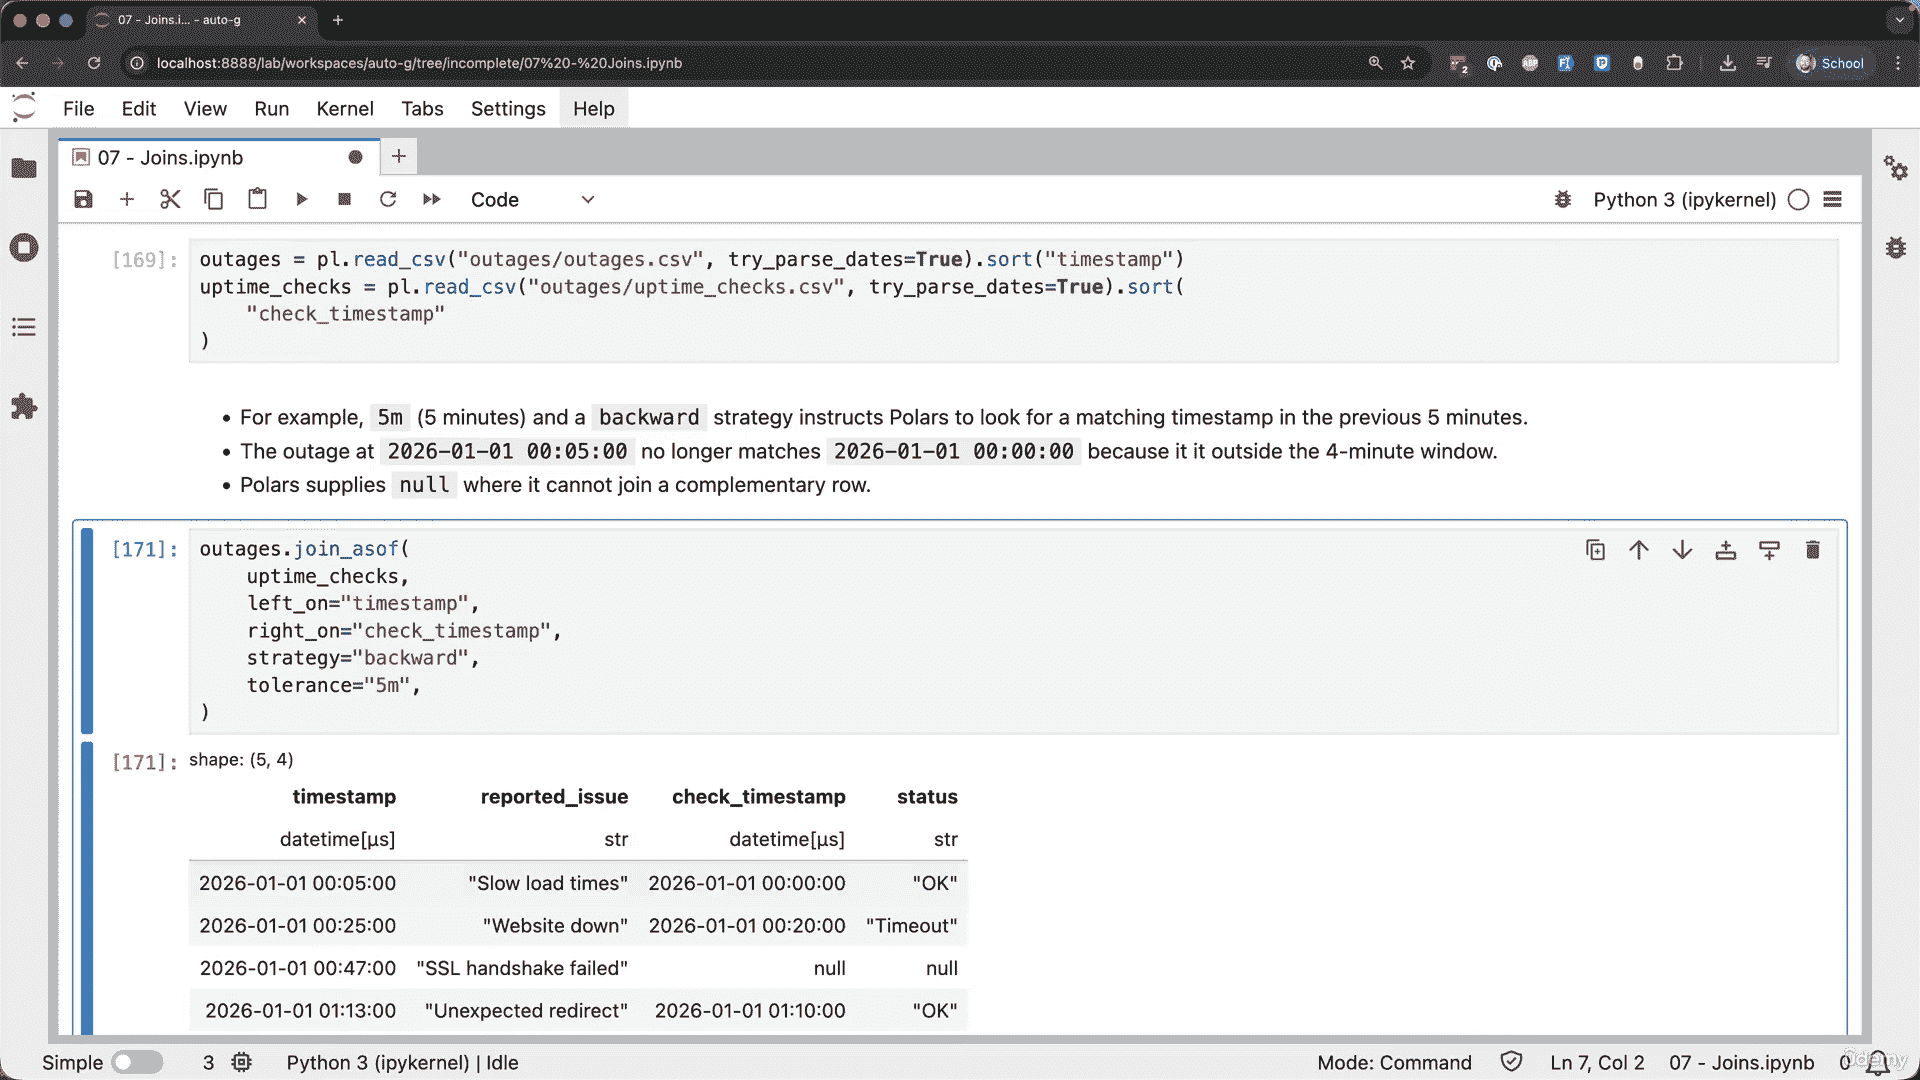 07 - Joins.i... - auto-g
localhost:8888/lab/workspaces/auto-g/tree/incomplete/07%20-%20Joins.ipynb
2
ABP
School
File Edit View Run Kernel Tabs Settings Help
07 - Joins.ipynb
Code
Python 3 (ipykernel)
[169]:
outages = pl.read_csv("outages/outages.csv", try_parse_dates=True).sort("timestamp")
uptime_checks = pl.read_csv("outages/uptime_checks.csv", try_parse_dates=True).sort(
"check_timestamp"
)
• For example, 5m (5 minutes) and a backward strategy instructs Polars to look for a matching timestamp in the previous 5 minutes.
• The outage at 2026-01-01 00:05:00 no longer matches 2026-01-01 00:00:00 because it it outside the 4-minute window.
• Polars supplies null where it cannot join a complementary row.
[171]:
outages.join_asof(
uptime_checks,
left_on="timestamp",
right_on="check_timestamp",
strategy="backward",
tolerance="5m",
)
[171]: shape: (5, 4)
timestamp reported_issue check_timestamp status
datetime[μs] str datetime[μs] str
2026-01-01 00:05:00 "Slow load times" 2026-01-01 00:00:00 "OK"
2026-01-01 00:25:00 "Website down" 2026-01-01 00:20:00 "Timeout"
2026-01-01 00:47:00 "SSL handshake failed" null null
2026-01-01 01:13:00 "Unexpected redirect" 2026-01-01 01:10:00 "OK"
Simple 3 Python 3 (ipykernel) | Idle Mode: Command Ln 7, Col 2 07 - Joins.ipynb 0
ûdemy